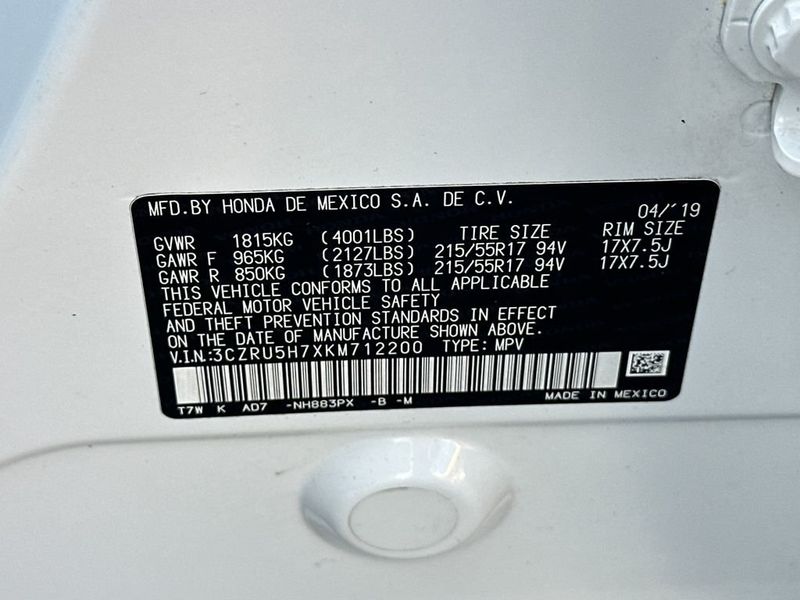 MFD.BY HONDA DE MEXICO S.A. DE C.V. 04/'19
GVWR 1815KG (4001LBS) TIRE SIZE RIM SIZE
GAWR F 965KG (2127LBS) 215/55R17 94V 17X7.5J
GAWR R 850KG (1873LBS) 215/55R17 94V 17X7.5J
THIS VEHICLE CONFORMS TO ALL APPLICABLE
FEDERAL MOTOR VEHICLE SAFETY
AND THEFT PREVENTION STANDARDS IN EFFECT
ON THE DATE OF MANUFACTURE SHOWN ABOVE.
V.I.N.:3CZRU5H7XKM712200 TYPE: MPV
T7W K AD7 -NH883PX -B -M MADE IN MEXICO